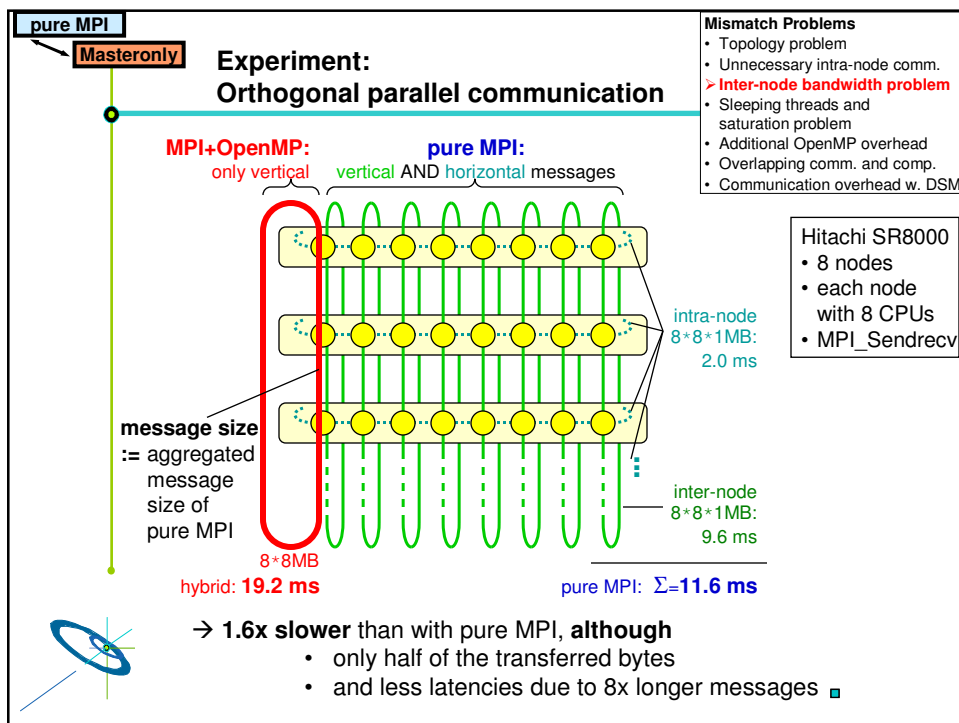 pure MPI
Masteronly
Experiment:
Orthogonal parallel communication
Mismatch Problems
• Topology problem
• Unnecessary intra-node comm.
➢ Inter-node bandwidth problem
• Sleeping threads and
saturation problem
• Additional OpenMP overhead
• Overlapping comm. and comp.
• Communication overhead w. DSM
MPI+OpenMP:
only vertical
pure MPI:
vertical AND horizontal messages
Hitachi SR8000
• 8 nodes
• each node
with 8 CPUs
• MPI_Sendrecv
intra-node
8*8*1MB:
2.0 ms
message size
:= aggregated
message
size of
pure MPI
inter-node
8*8*1MB:
9.6 ms
8*8MB
hybrid: 19.2 ms
pure MPI: Σ=11.6 ms
→ 1.6x slower than with pure MPI, although
• only half of the transferred bytes
• and less latencies due to 8x longer messages